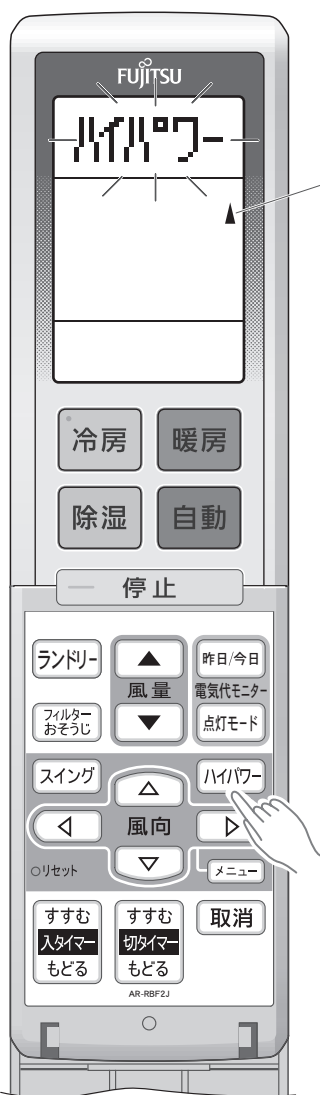 FUJITSU
ハイパワー
冷房 暖房
除湿 自動
停止
ランドリー
風量
昨日/今日
電気代モニター
フィルター
おそうじ
点灯モード
スイング
ハイパワー
風向
○リセット
メニュー
すすむ
入タイマー
もどる
すすむ
切タイマー
もどる
取消
AR-RBF2J